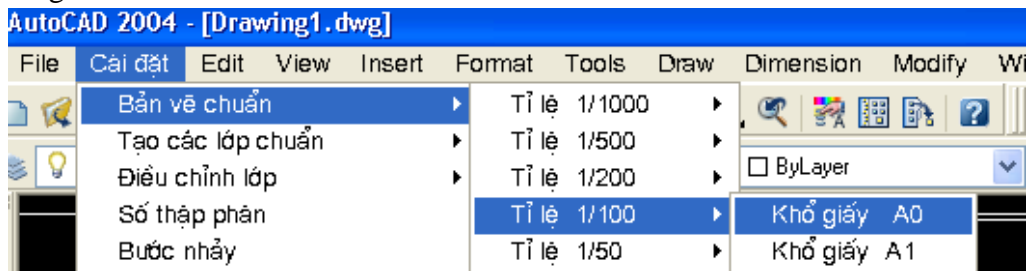 AutoCAD 2004 - [Drawing1.dwg]
File Cài đặt Edit View Insert Format Tools Draw Dimension Modify Wi
Bản vẽ chuẩn Tỉ lệ 1/1000
Tạo các lớp chuẩn Tỉ lệ 1/500
Điều chỉnh lớp Tỉ lệ 1/200 ByLayer
Số thập phân Tỉ lệ 1/100 Khổ giấy A0
Bước nhảy Tỉ lệ 1/50 Khổ giấy A1